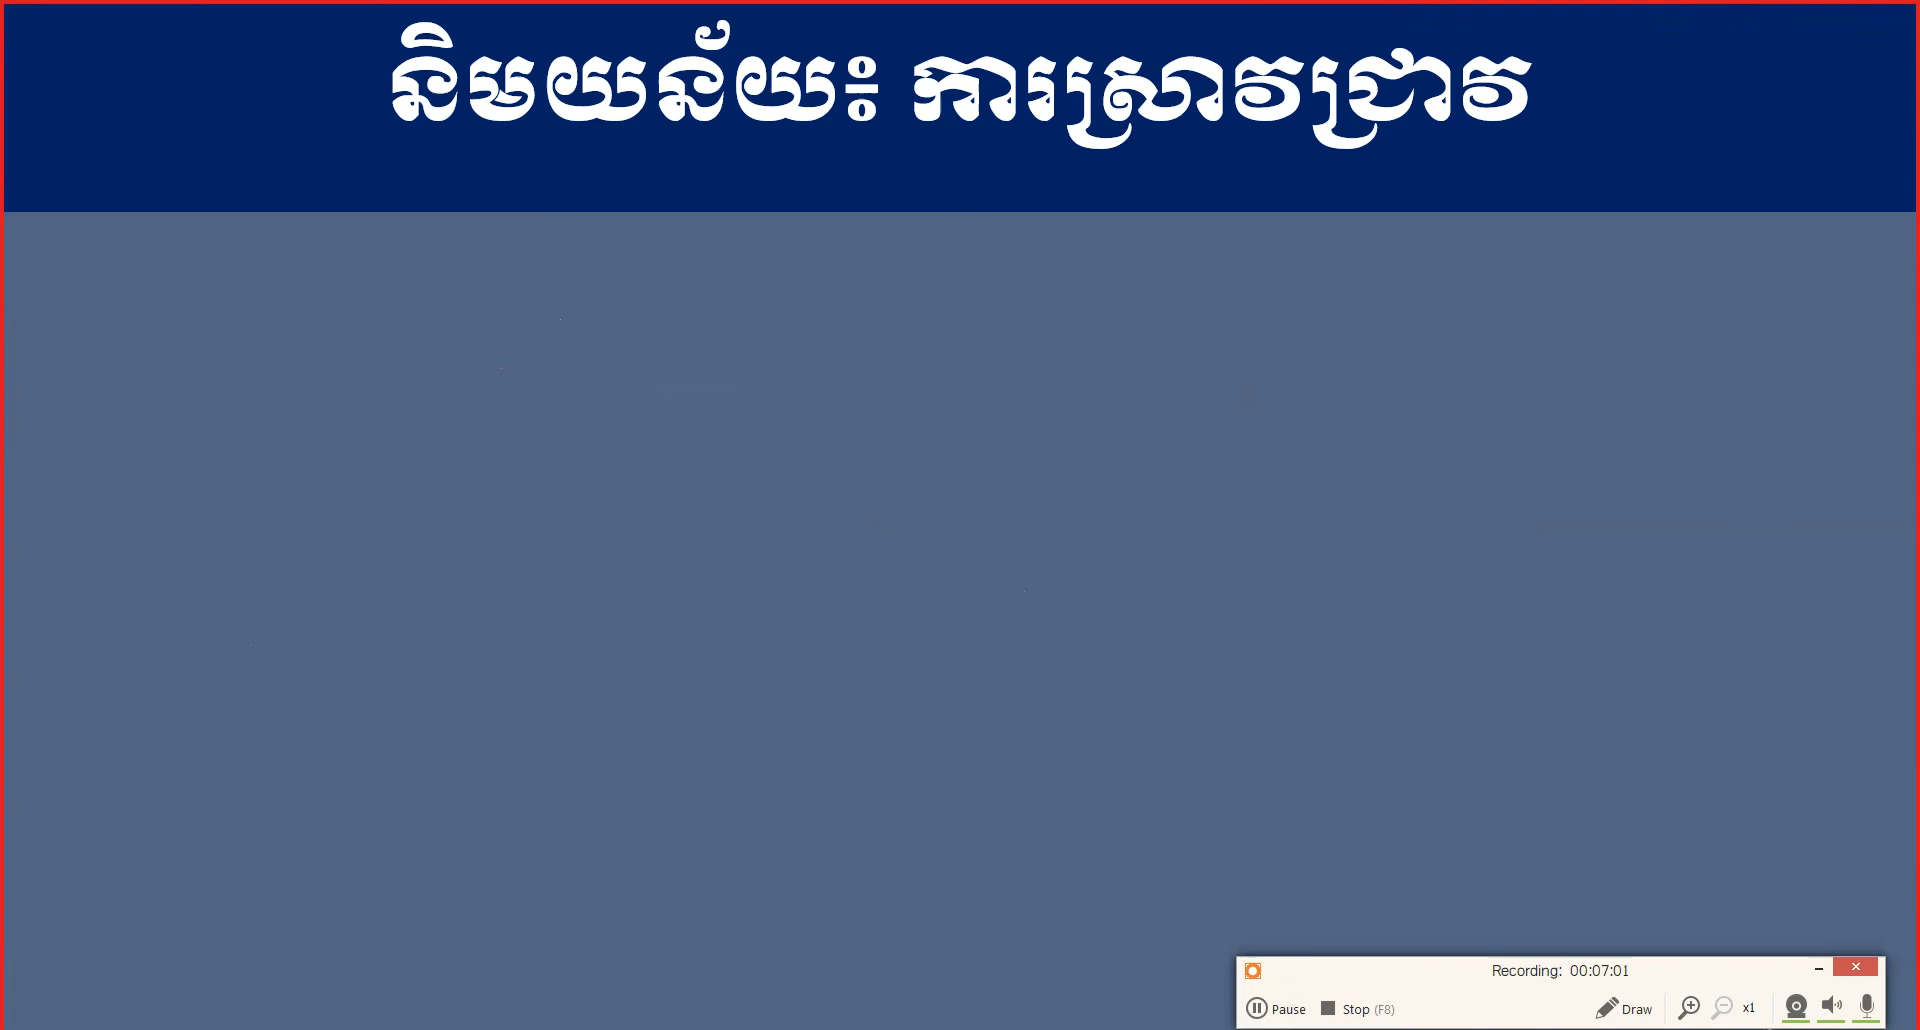 និមយន័យ៖ ការស្រាវជ្រាវ
Recording: 00:07:01
Pause Stop (F8) Draw x1